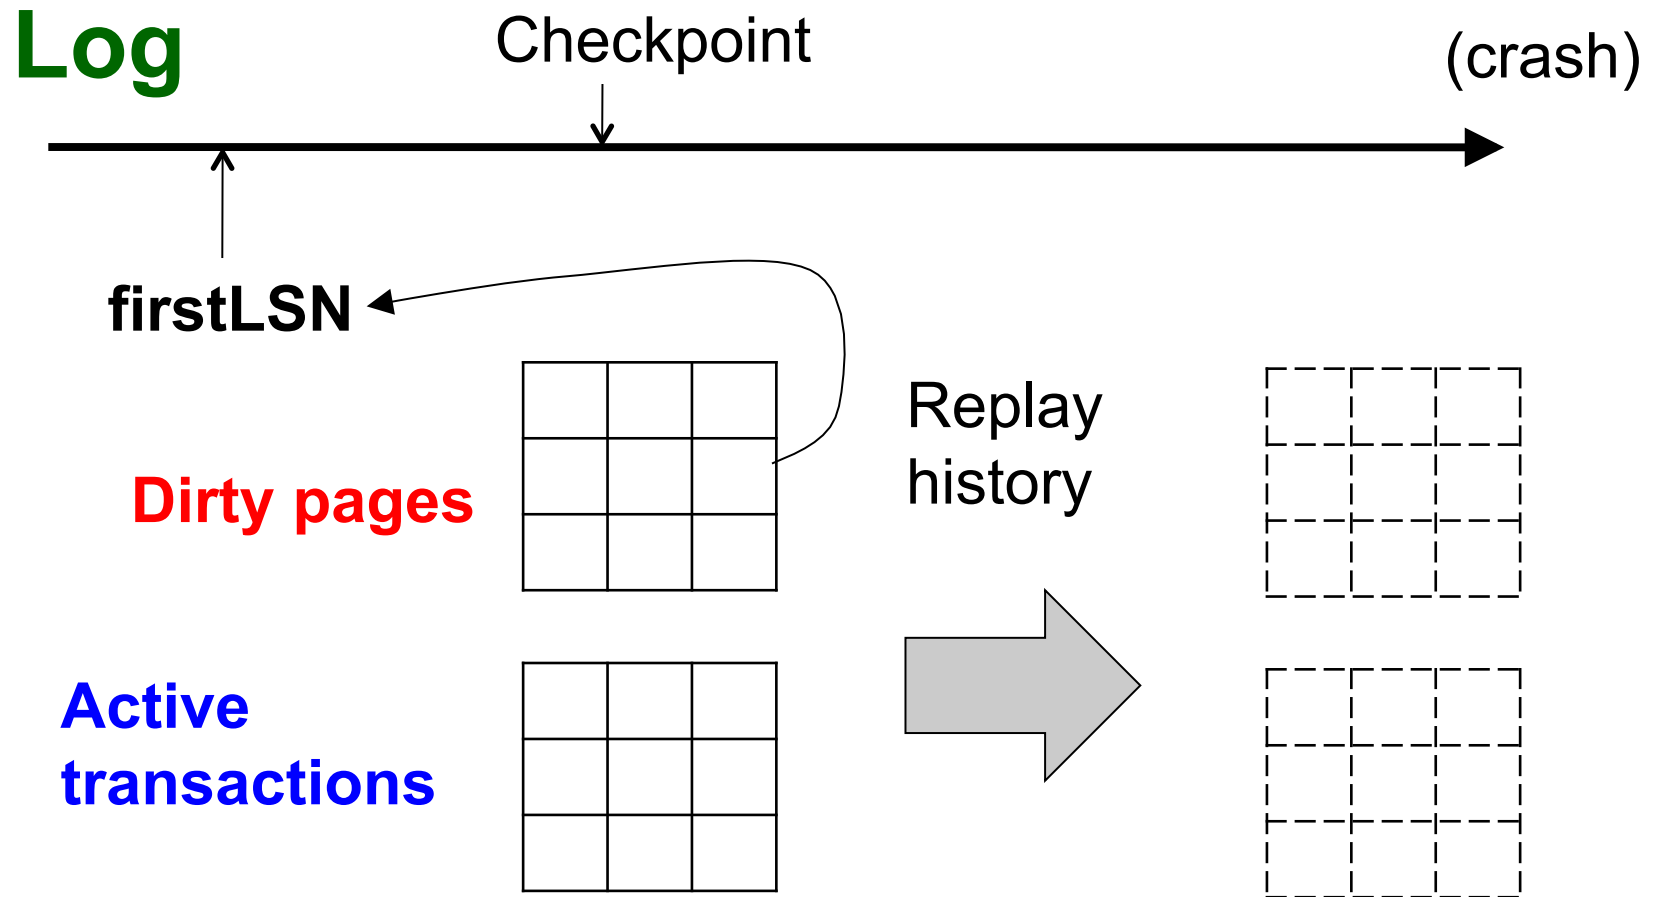 Log
Checkpoint
(crash)
firstLSN
Dirty pages
Replay
history
Active
transactions